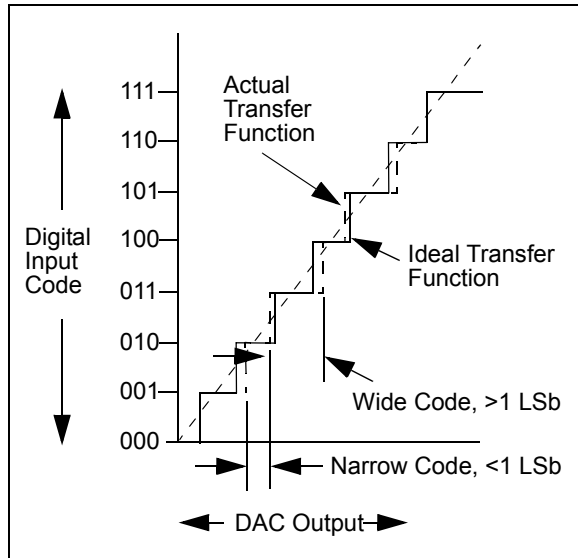 111
110
101
100
011
010
001
000
Digital
Input
Code
Actual
Transfer
Function
Ideal Transfer
Function
Wide Code, >1 LSb
Narrow Code, <1 LSb
DAC Output